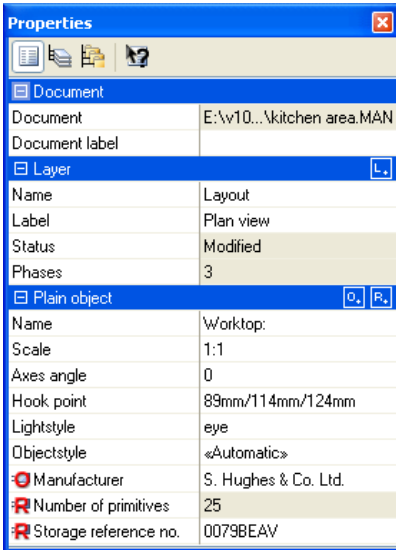 Properties
Document
Document E:\v10...\kitchen area.MAN
Document label
Layer L+
Name Layout
Label Plan view
Status Modified
Phases 3
Plain object O+ R+
Name Worktop:
Scale 1:1
Axes angle 0
Hook point 89mm/114mm/124mm
Lightstyle eye
Objectstyle «Automatic»
O Manufacturer S. Hughes & Co. Ltd.
R Number of primitives 25
R Storage reference no. 0079BEAV